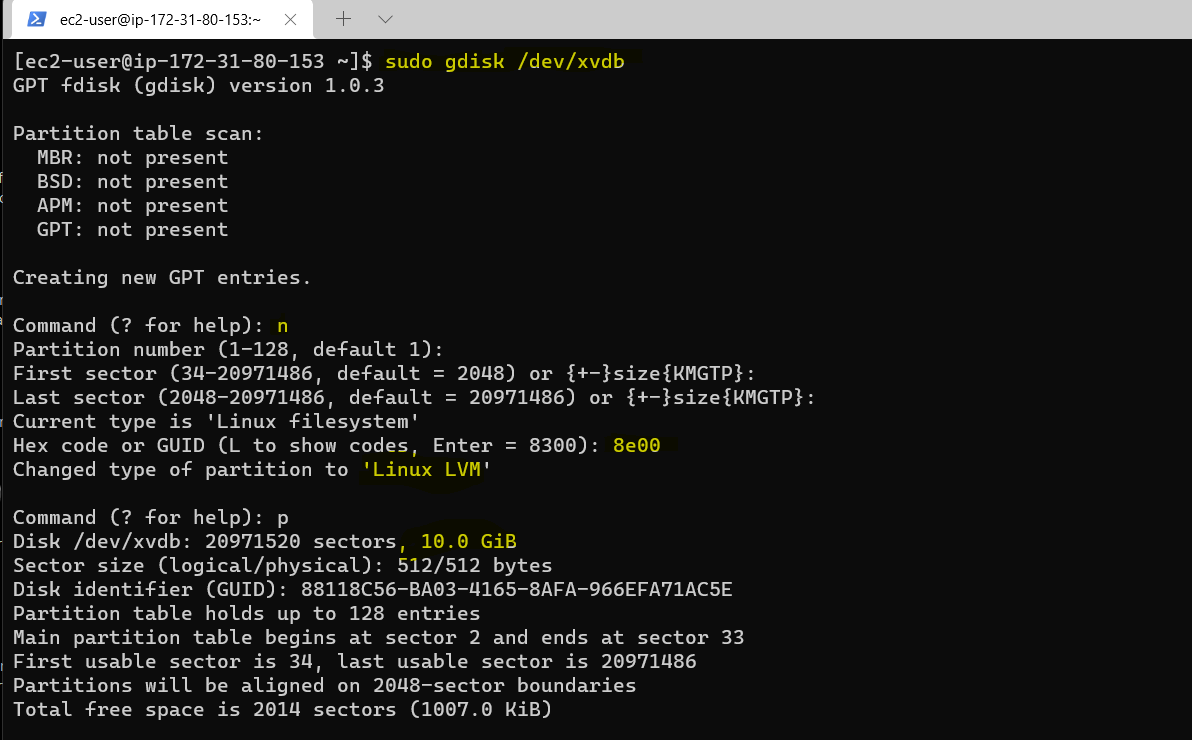 ec2-user@ip-172-31-80-153:~
[ec2-user@ip-172-31-80-153 ~]$ sudo gdisk /dev/xvdb
GPT fdisk (gdisk) version 1.0.3
Partition table scan:
  MBR: not present
  BSD: not present
  APM: not present
  GPT: not present
Creating new GPT entries.
Command (? for help): n
Partition number (1-128, default 1):
First sector (34-20971486, default = 2048) or {+-}size{KMGTP}:
Last sector (2048-20971486, default = 20971486) or {+-}size{KMGTP}:
Current type is 'Linux filesystem'
Hex code or GUID (L to show codes, Enter = 8300): 8e00
Changed type of partition to 'Linux LVM'
Command (? for help): p
Disk /dev/xvdb: 20971520 sectors, 10.0 GiB
Sector size (logical/physical): 512/512 bytes
Disk identifier (GUID): 88118C56-BA03-4165-8AFA-966EFA71AC5E
Partition table holds up to 128 entries
Main partition table begins at sector 2 and ends at sector 33
First usable sector is 34, last usable sector is 20971486
Partitions will be aligned on 2048-sector boundaries
Total free space is 2014 sectors (1007.0 KiB)